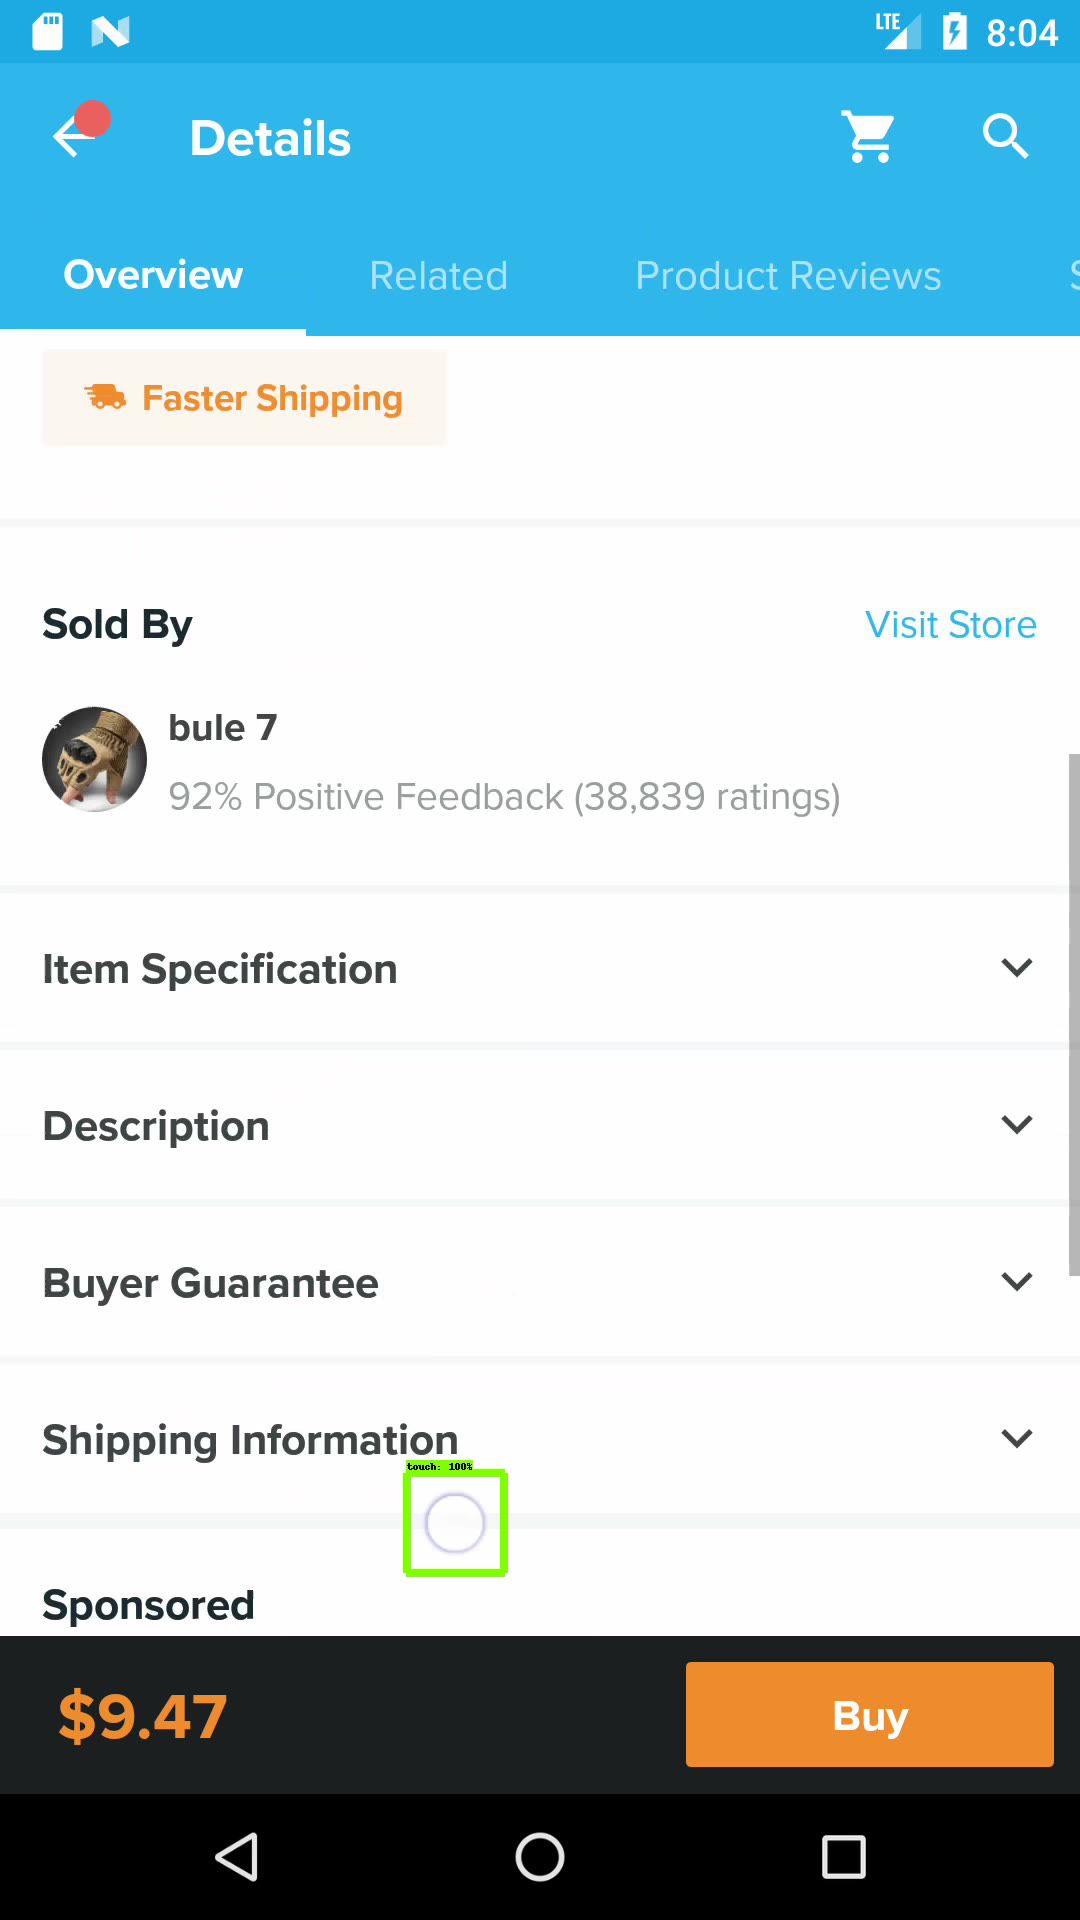 LTE 8:04
Details
Overview Related Product Reviews S
Faster Shipping
Sold By Visit Store
bule 7
92% Positive Feedback (38,839 ratings)
Item Specification
Description
Buyer Guarantee
Shipping Information
touch: 100%
Sponsored
$9.47 Buy